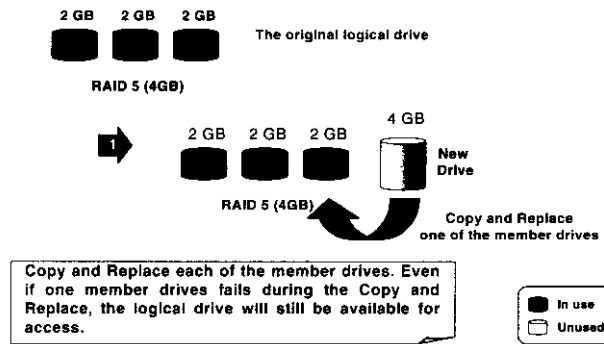 2 GB 2 GB 2 GB
The original logical drive
RAID 5 (4GB)
1
2 GB 2 GB 2 GB
4 GB
New
Drive
RAID 5 (4GB)
Copy and Replace
one of the member drives
Copy and Replace each of the member drives. Even
if one member drives fails during the Copy and
Replace, the logical drive will still be available for
access.
In use
Unused